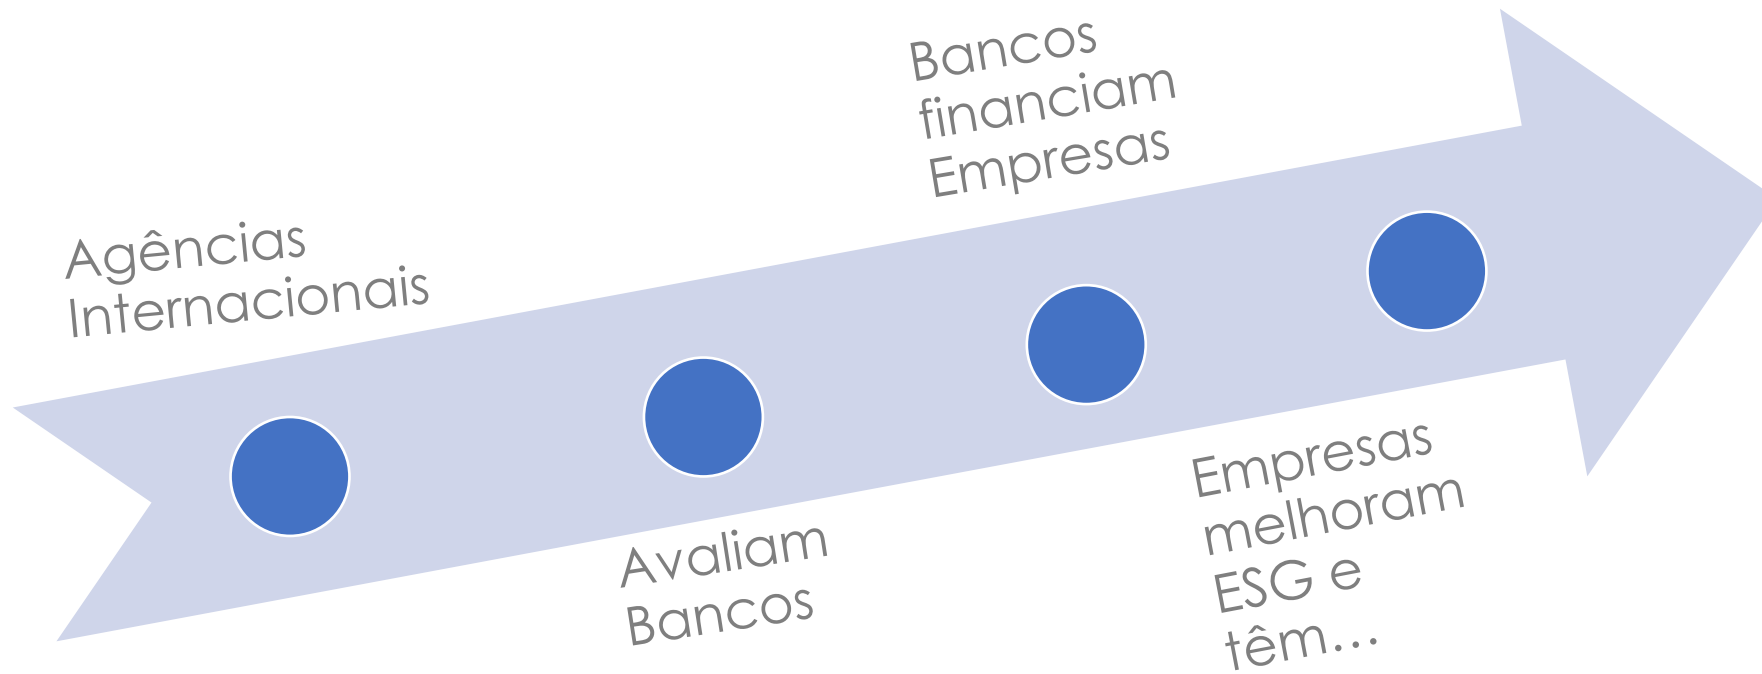 Agências
Internacionais
Avaliam
Bancos
Bancos
financiam
Empresas
Empresas
melhoram
ESG e
têm...